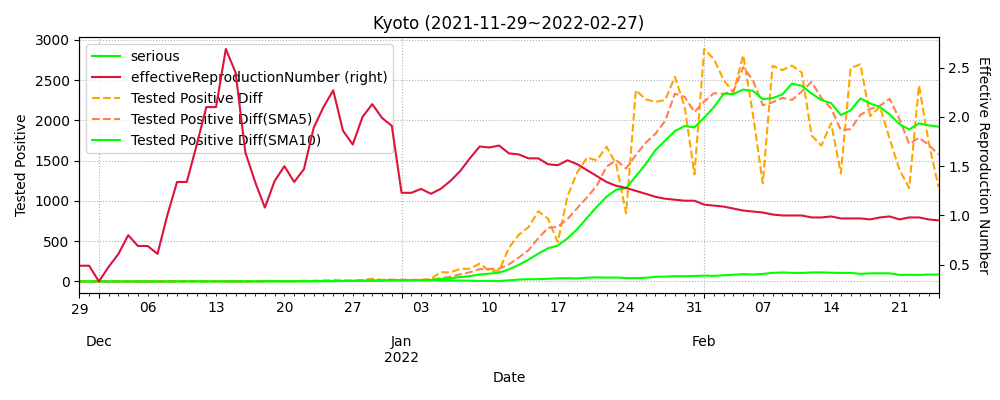 Kyoto (2021-11-29~2022-02-27)
serious
effectiveReproductionNumber (right)
Tested Positive Diff
Tested Positive Diff(SMA5)
Tested Positive Diff(SMA10)
Tested Positive
3000
2500
2000
1500
1000
500
0
Effective Reproduction Number
2.5
2.0
1.5
1.0
0.5
29 06 13 20 27 03 10 17 24 31 07 14 21
Dec Jan Feb
2022
Date